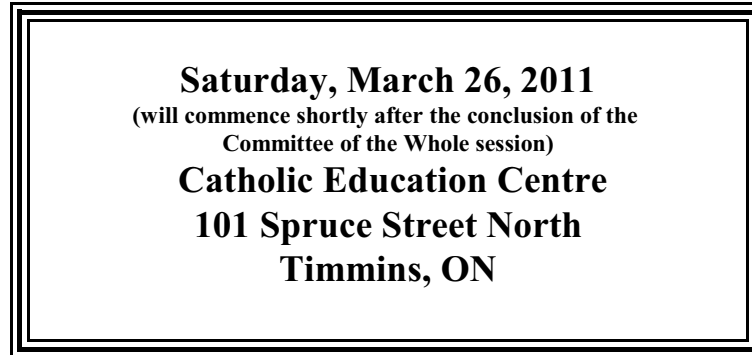 Saturday, March 26, 2011
(will commence shortly after the conclusion of the
Committee of the Whole session)
Catholic Education Centre
101 Spruce Street North
Timmins, ON